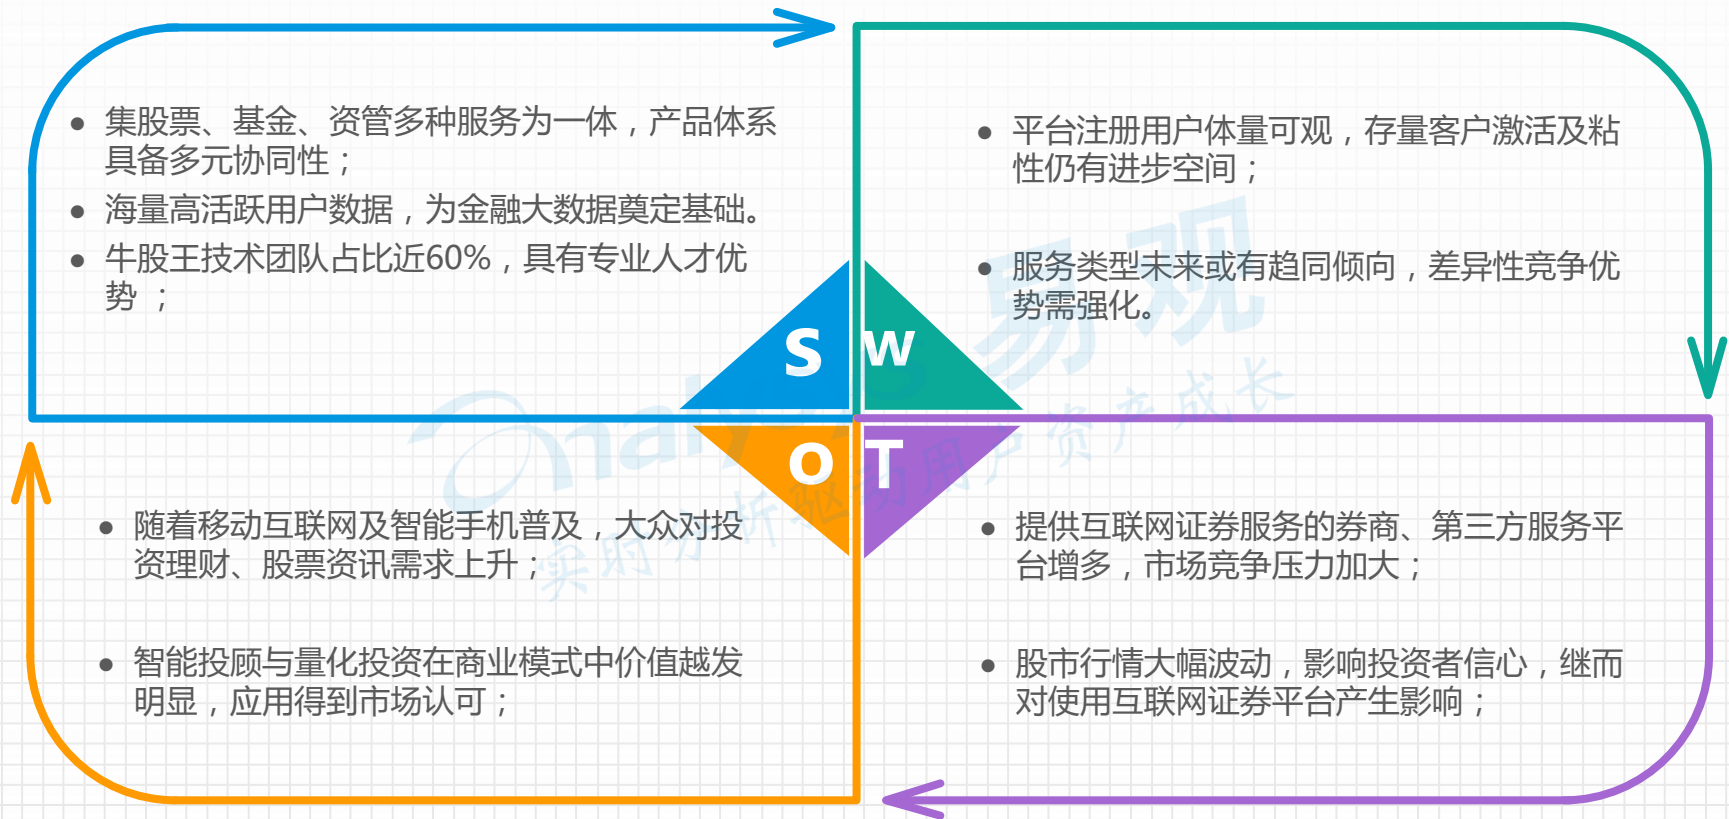 集股票、基金、资管多种服务为一体，产品体系
具备多元协同性；
海量高活跃用户数据，为金融大数据奠定基础。
牛股王技术团队占比近60%，具有专业人才优
势 ；
平台注册用户体量可观，存量客户激活及粘
性仍有进步空间；
服务类型未来或有趋同倾向，差异性竞争优
势需强化。
S
W
O
T
随着移动互联网及智能手机普及，大众对投
资理财、股票资讯需求上升；
智能投顾与量化投资在商业模式中价值越发
明显，应用得到市场认可；
提供互联网证券服务的券商、第三方服务平
台增多，市场竞争压力加大；
股市行情大幅波动，影响投资者信心，继而
对使用互联网证券平台产生影响；
易观
实时分析驱动用户资产成长